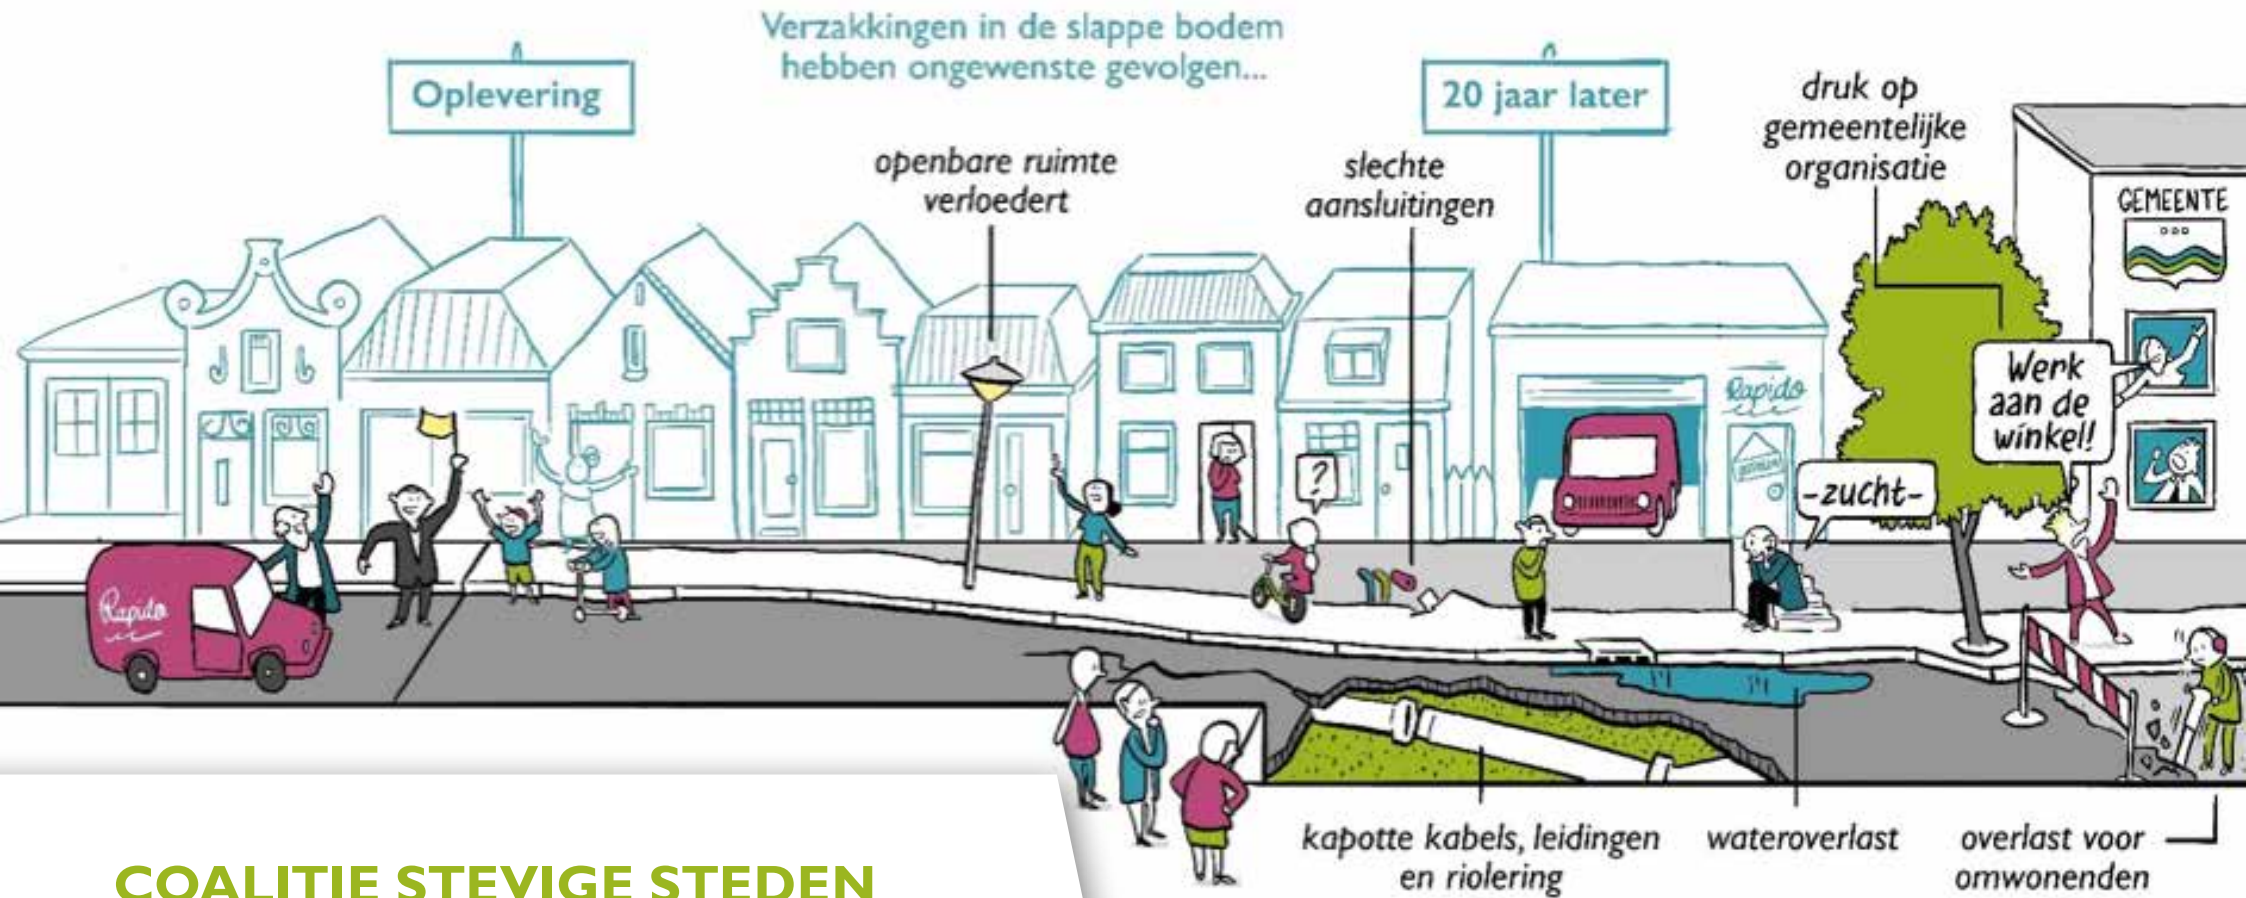 Verzakkingen in de slappe bodem
hebben ongewenste gevolgen...
Oplevering
20 jaar later
openbare ruimte
verloedert
slechte
aansluitingen
druk op
gemeentelijke
organisatie
GEMEENTE
Rapido
?
-zucht-
Werk
aan de
winkel!
Rapido
kapotte kabels, leidingen
en riolering
wateroverlast
overlast voor
omwonenden
COALITIE STEVIGE STEDEN